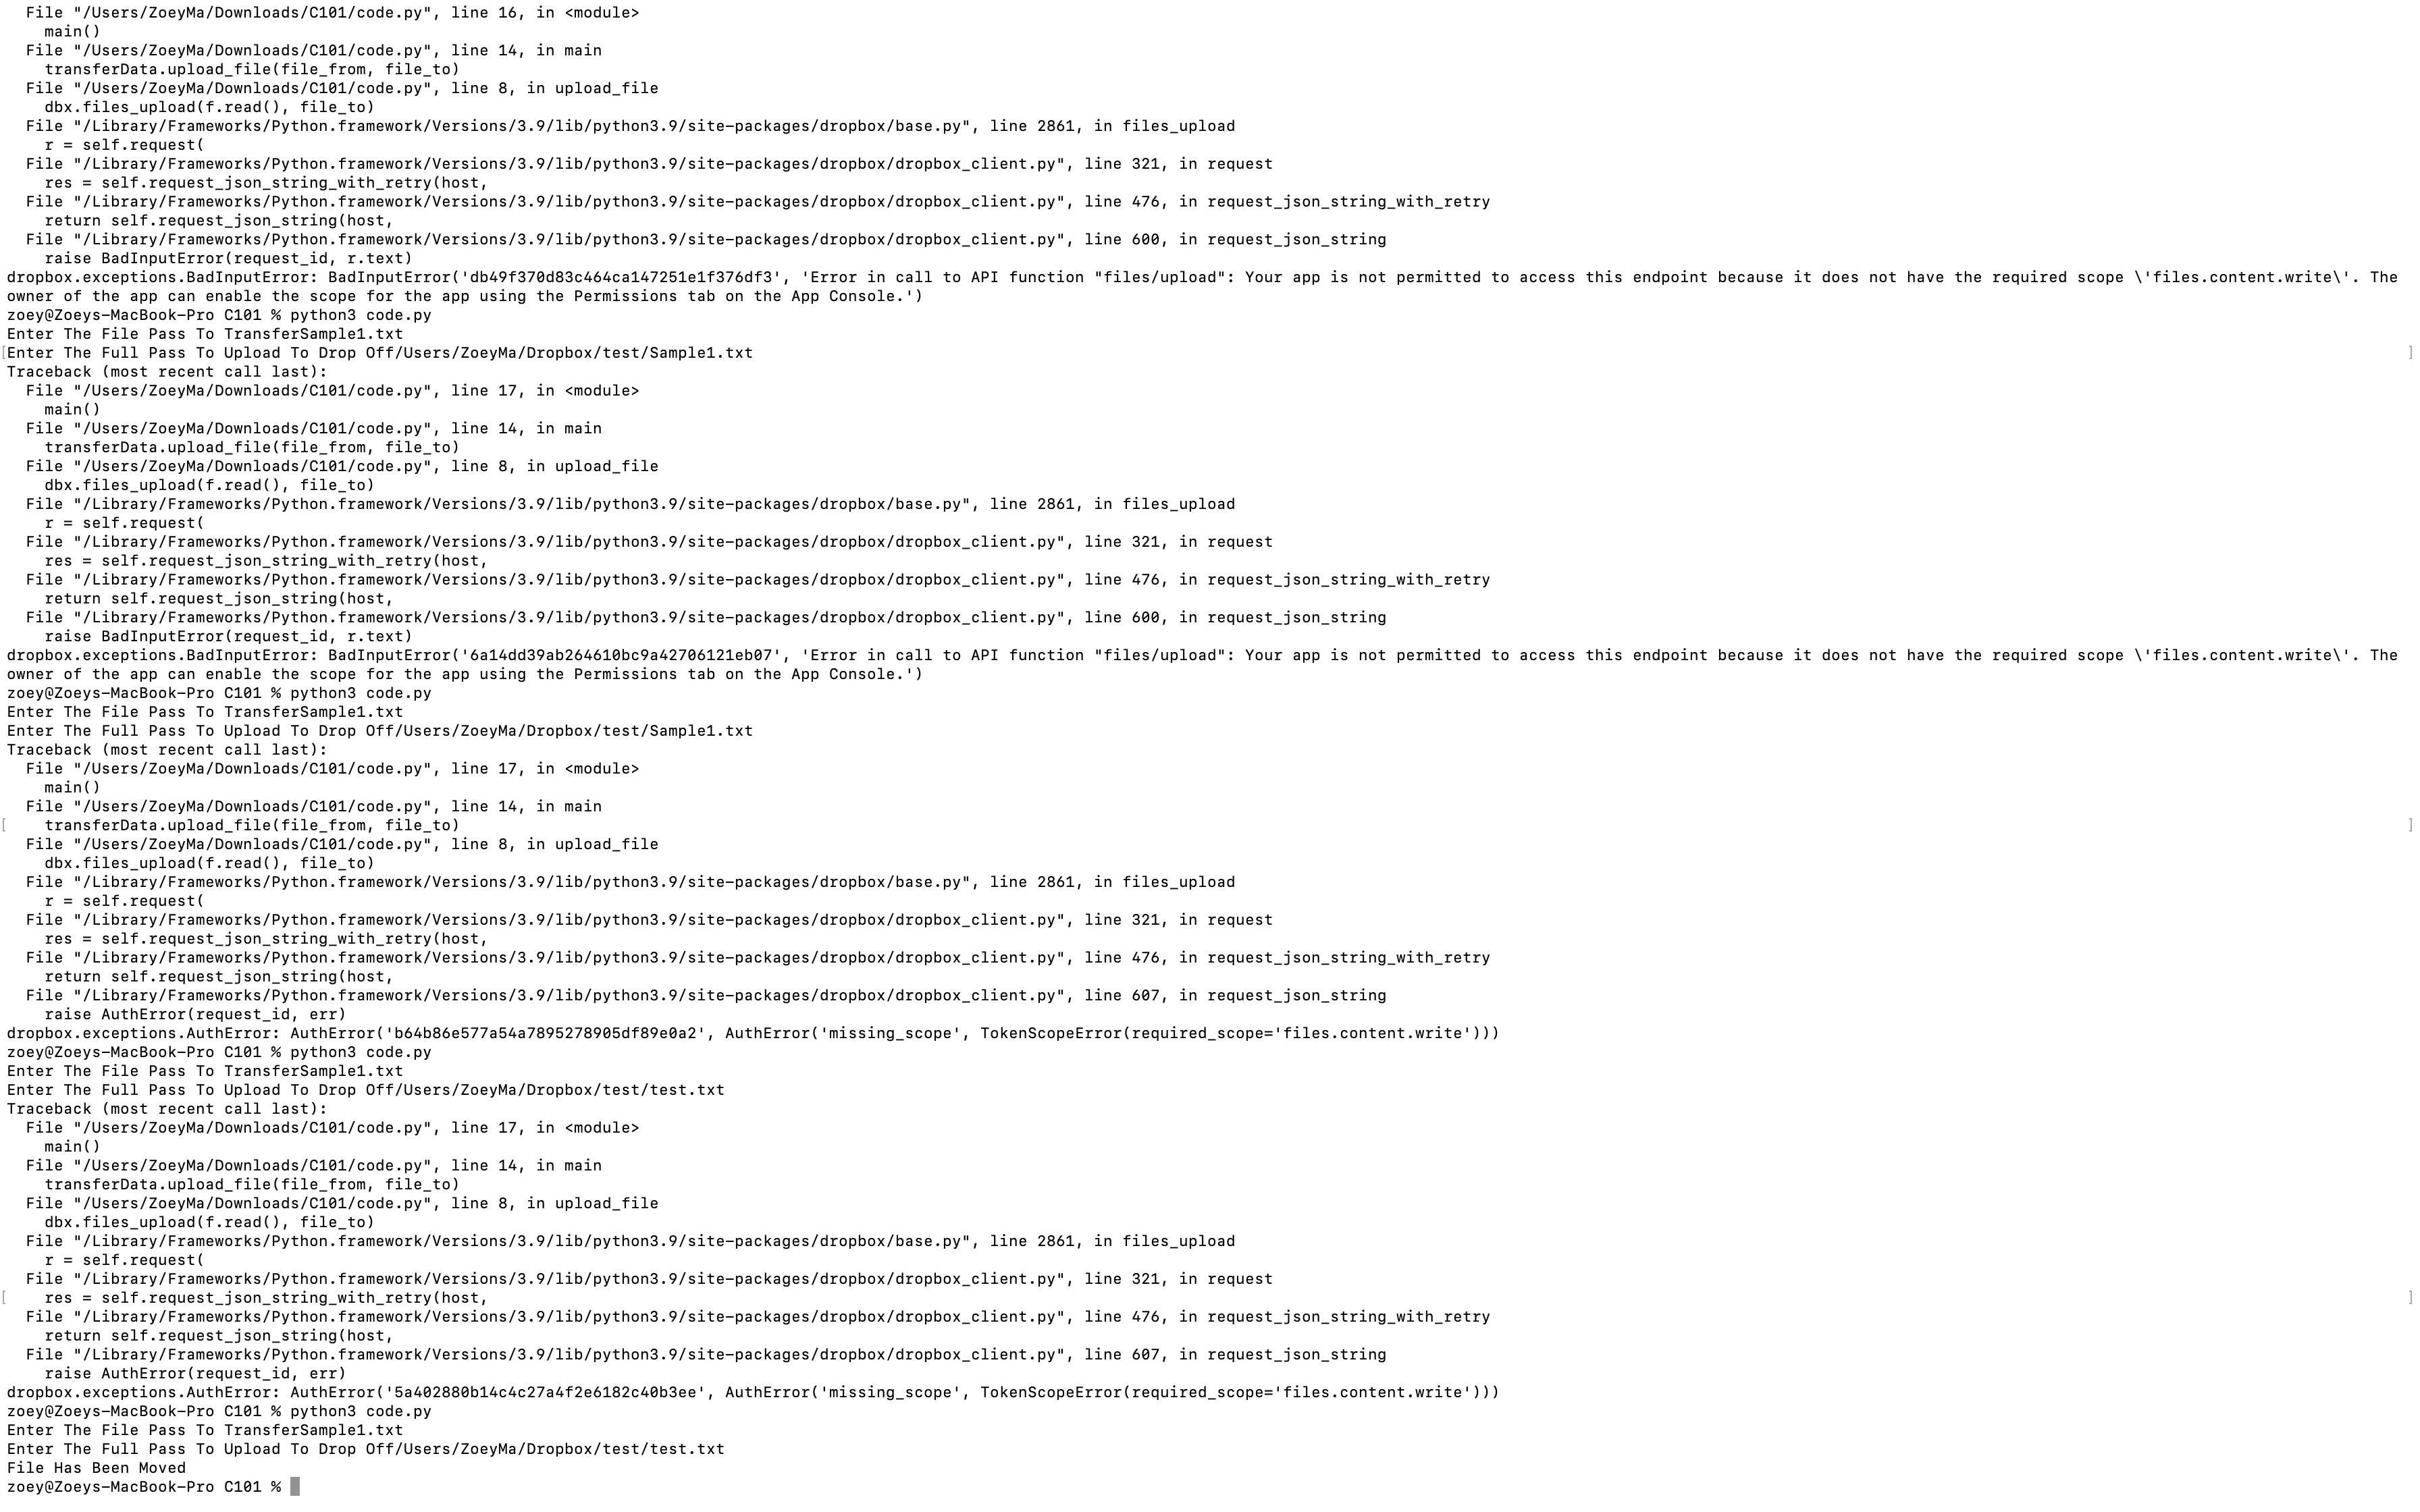 File "/Users/ZoeyMa/Downloads/C101/code.py", line 16, in <module>
    main()
  File "/Users/ZoeyMa/Downloads/C101/code.py", line 14, in main
    transferData.upload_file(file_from, file_to)
  File "/Users/ZoeyMa/Downloads/C101/code.py", line 8, in upload_file
    dbx.files_upload(f.read(), file_to)
  File "/Library/Frameworks/Python.framework/Versions/3.9/lib/python3.9/site-packages/dropbox/base.py", line 2861, in files_upload
    r = self.request(
  File "/Library/Frameworks/Python.framework/Versions/3.9/lib/python3.9/site-packages/dropbox/dropbox_client.py", line 321, in request
    res = self.request_json_string_with_retry(host,
  File "/Library/Frameworks/Python.framework/Versions/3.9/lib/python3.9/site-packages/dropbox/dropbox_client.py", line 476, in request_json_string_with_retry
    return self.request_json_string(host,
  File "/Library/Frameworks/Python.framework/Versions/3.9/lib/python3.9/site-packages/dropbox/dropbox_client.py", line 600, in request_json_string
    raise BadInputError(request_id, r.text)
dropbox.exceptions.BadInputError: BadInputError('db49f370d83c464ca147251e1f376df3', 'Error in call to API function "files/upload": Your app is not permitted to access this endpoint because it does not have the required scope \'files.content.write\'. The
owner of the app can enable the scope for the app using the Permissions tab on the App Console.')
zoey@Zoeys-MacBook-Pro C101 % python3 code.py
Enter The File Pass To TransferSample1.txt
[Enter The Full Pass To Upload To Drop Off/Users/ZoeyMa/Dropbox/test/Sample1.txt ]
Traceback (most recent call last):
  File "/Users/ZoeyMa/Downloads/C101/code.py", line 17, in <module>
    main()
  File "/Users/ZoeyMa/Downloads/C101/code.py", line 14, in main
    transferData.upload_file(file_from, file_to)
  File "/Users/ZoeyMa/Downloads/C101/code.py", line 8, in upload_file
    dbx.files_upload(f.read(), file_to)
  File "/Library/Frameworks/Python.framework/Versions/3.9/lib/python3.9/site-packages/dropbox/base.py", line 2861, in files_upload
    r = self.request(
  File "/Library/Frameworks/Python.framework/Versions/3.9/lib/python3.9/site-packages/dropbox/dropbox_client.py", line 321, in request
    res = self.request_json_string_with_retry(host,
  File "/Library/Frameworks/Python.framework/Versions/3.9/lib/python3.9/site-packages/dropbox/dropbox_client.py", line 476, in request_json_string_with_retry
    return self.request_json_string(host,
  File "/Library/Frameworks/Python.framework/Versions/3.9/lib/python3.9/site-packages/dropbox/dropbox_client.py", line 600, in request_json_string
    raise BadInputError(request_id, r.text)
dropbox.exceptions.BadInputError: BadInputError('6a14dd39ab264610bc9a42706121eb07', 'Error in call to API function "files/upload": Your app is not permitted to access this endpoint because it does not have the required scope \'files.content.write\'. The
owner of the app can enable the scope for the app using the Permissions tab on the App Console.')
zoey@Zoeys-MacBook-Pro C101 % python3 code.py
Enter The File Pass To TransferSample1.txt
Enter The Full Pass To Upload To Drop Off/Users/ZoeyMa/Dropbox/test/Sample1.txt
Traceback (most recent call last):
  File "/Users/ZoeyMa/Downloads/C101/code.py", line 17, in <module>
    main()
  File "/Users/ZoeyMa/Downloads/C101/code.py", line 14, in main
[    transferData.upload_file(file_from, file_to) ]
  File "/Users/ZoeyMa/Downloads/C101/code.py", line 8, in upload_file
    dbx.files_upload(f.read(), file_to)
  File "/Library/Frameworks/Python.framework/Versions/3.9/lib/python3.9/site-packages/dropbox/base.py", line 2861, in files_upload
    r = self.request(
  File "/Library/Frameworks/Python.framework/Versions/3.9/lib/python3.9/site-packages/dropbox/dropbox_client.py", line 321, in request
    res = self.request_json_string_with_retry(host,
  File "/Library/Frameworks/Python.framework/Versions/3.9/lib/python3.9/site-packages/dropbox/dropbox_client.py", line 476, in request_json_string_with_retry
    return self.request_json_string(host,
  File "/Library/Frameworks/Python.framework/Versions/3.9/lib/python3.9/site-packages/dropbox/dropbox_client.py", line 607, in request_json_string
    raise AuthError(request_id, err)
dropbox.exceptions.AuthError: AuthError('b64b86e577a54a7895278905df89e0a2', AuthError('missing_scope', TokenScopeError(required_scope='files.content.write')))
zoey@Zoeys-MacBook-Pro C101 % python3 code.py
Enter The File Pass To TransferSample1.txt
Enter The Full Pass To Upload To Drop Off/Users/ZoeyMa/Dropbox/test/test.txt
Traceback (most recent call last):
  File "/Users/ZoeyMa/Downloads/C101/code.py", line 17, in <module>
    main()
  File "/Users/ZoeyMa/Downloads/C101/code.py", line 14, in main
    transferData.upload_file(file_from, file_to)
  File "/Users/ZoeyMa/Downloads/C101/code.py", line 8, in upload_file
    dbx.files_upload(f.read(), file_to)
  File "/Library/Frameworks/Python.framework/Versions/3.9/lib/python3.9/site-packages/dropbox/base.py", line 2861, in files_upload
    r = self.request(
  File "/Library/Frameworks/Python.framework/Versions/3.9/lib/python3.9/site-packages/dropbox/dropbox_client.py", line 321, in request
[    res = self.request_json_string_with_retry(host, ]
  File "/Library/Frameworks/Python.framework/Versions/3.9/lib/python3.9/site-packages/dropbox/dropbox_client.py", line 476, in request_json_string_with_retry
    return self.request_json_string(host,
  File "/Library/Frameworks/Python.framework/Versions/3.9/lib/python3.9/site-packages/dropbox/dropbox_client.py", line 607, in request_json_string
    raise AuthError(request_id, err)
dropbox.exceptions.AuthError: AuthError('5a402880b14c4c27a4f2e6182c40b3ee', AuthError('missing_scope', TokenScopeError(required_scope='files.content.write')))
zoey@Zoeys-MacBook-Pro C101 % python3 code.py
Enter The File Pass To TransferSample1.txt
Enter The Full Pass To Upload To Drop Off/Users/ZoeyMa/Dropbox/test/test.txt
File Has Been Moved
zoey@Zoeys-MacBook-Pro C101 %